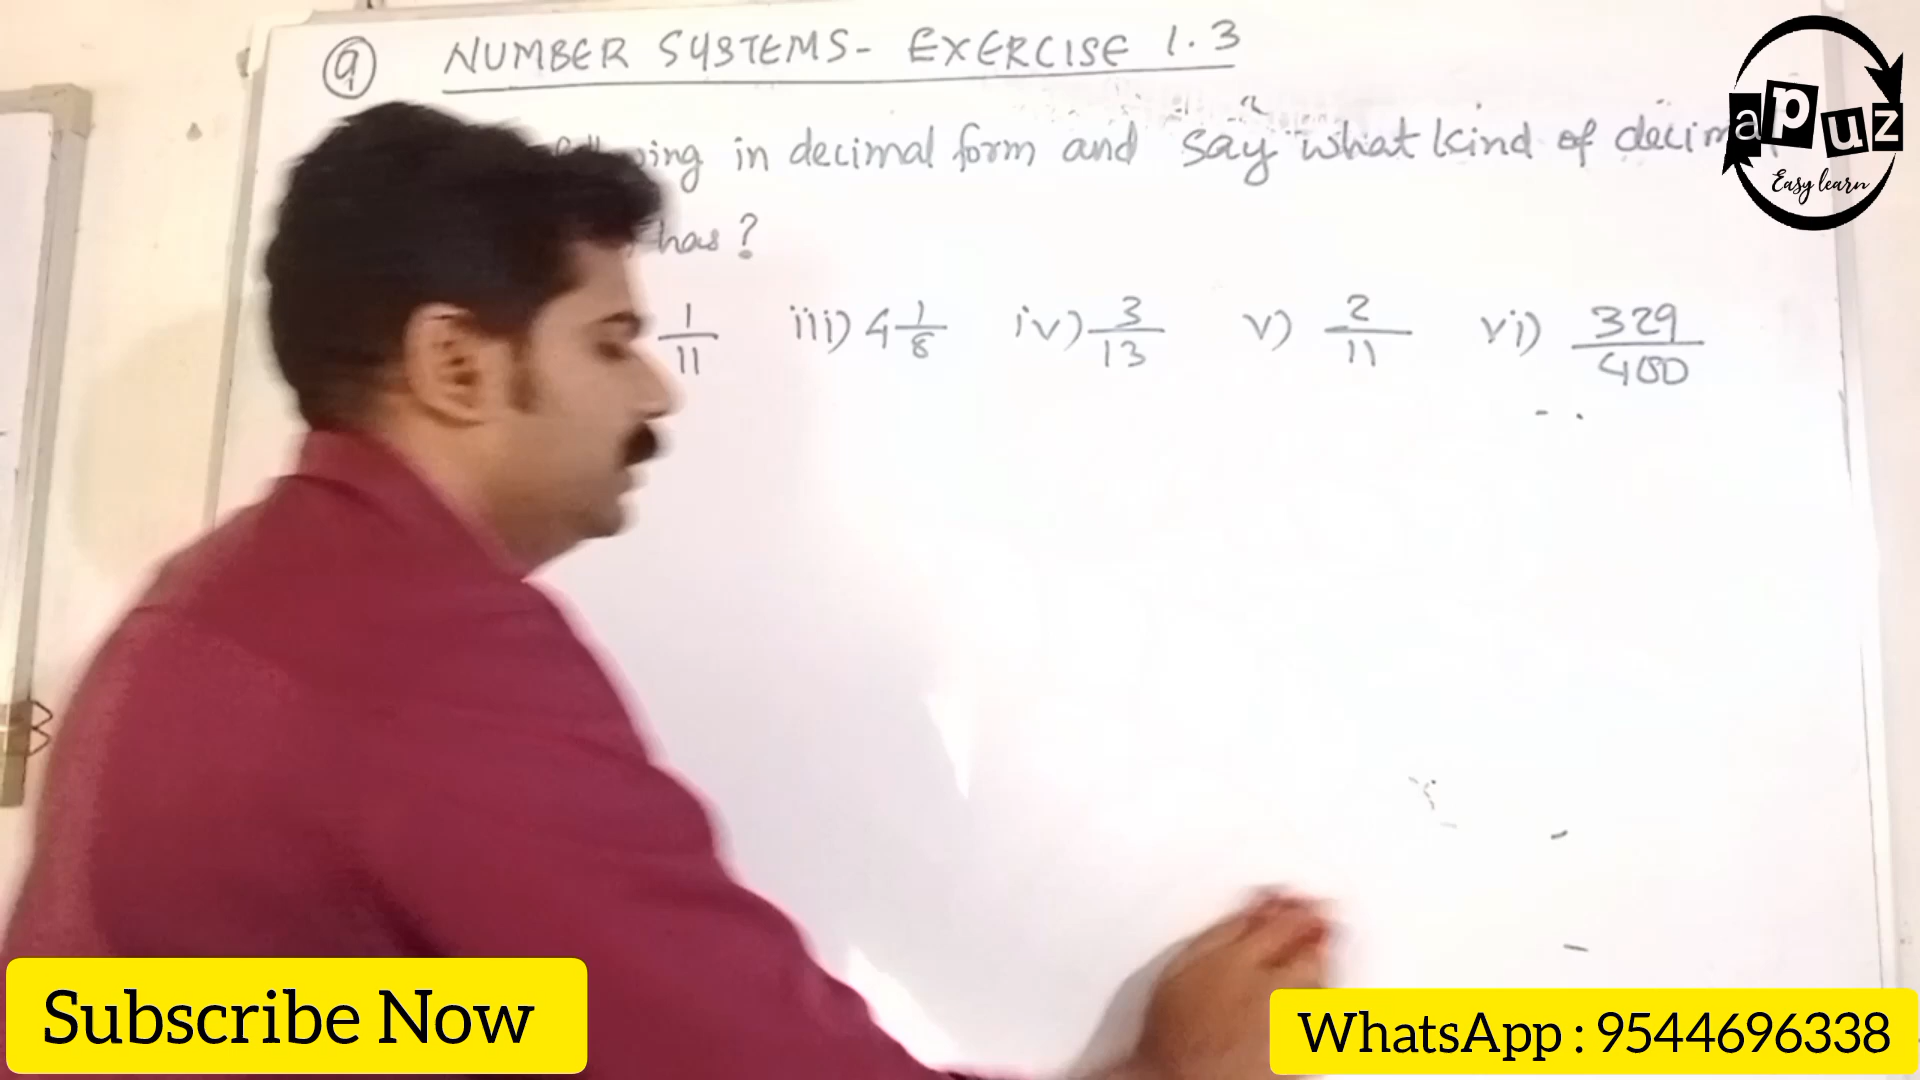 9 NUMBER SYSTEMS - EXERCISE 1.3
in decimal form and say what kind of
has?
1/11 iii) 4 1/8 iv) 3/13 v) 2/11 vi) 329/400
apuz
Easy learn
Subscribe Now
WhatsApp : 9544696338